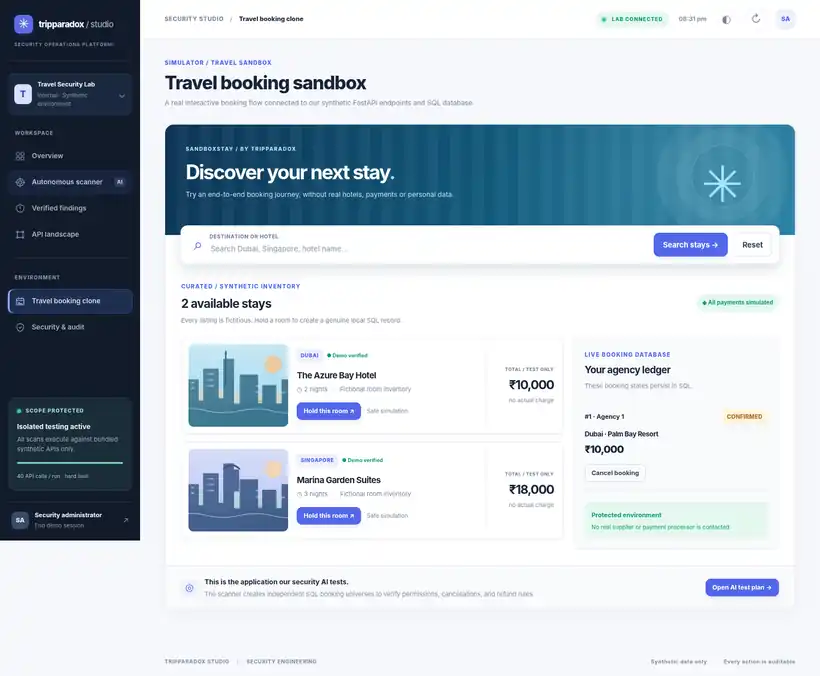 tripparadox / studio
SECURITY OPERATIONS PLATFORM
T
Travel Security Lab
Internal · Synthetic
environment
WORKSPACE
Overview
Autonomous scanner AI
Verified findings
API landscape
ENVIRONMENT
Travel booking clone
Security & audit
SCOPE PROTECTED
Isolated testing active
All scans execute against bundled
synthetic APIs only.
40 API calls / run · hard limit
SA
Security administrator
demo session
SECURITY STUDIO / Travel booking clone
LAB CONNECTED
08:31 pm
SA
SIMULATOR / TRAVEL SANDBOX
Travel booking sandbox
A real interactive booking flow connected to our synthetic FastAPI endpoints and SQL database.
SANDBOXSTAY / BY TRIPPARADOX
Discover your next stay.
Try an end-to-end booking journey, without real hotels, payments or personal data.
DESTINATION OR HOTEL
Search Dubai, Singapore, hotel name...
Search stays →
Reset
CURATED / SYNTHETIC INVENTORY
2 available stays
Every listing is fictitious. Hold a room to create a genuine local SQL record.
All payments simulated
DUBAI Demo verified
The Azure Bay Hotel
2 nights Fictional room inventory
Hold this room ↗ Safe simulation
TOTAL / TEST ONLY
₹10,000
no actual charge
SINGAPORE Demo verified
Marina Garden Suites
3 nights Fictional room inventory
Hold this room ↗ Safe simulation
TOTAL / TEST ONLY
₹18,000
no actual charge
LIVE BOOKING DATABASE
Your agency ledger
These booking states persist in SQL.
#1 · Agency 1 CONFIRMED
Dubai · Palm Bay Resort
₹10,000
Cancel booking
Protected environment
No real supplier or payment processor is contacted
This is the application our security AI tests.
The scanner creates independent SQL booking universes to verify permissions, cancellations, and refund rules
Open AI test plan →
TRIPPARADOX STUDIO | SECURITY ENGINEERING
Synthetic data only Every action is auditable